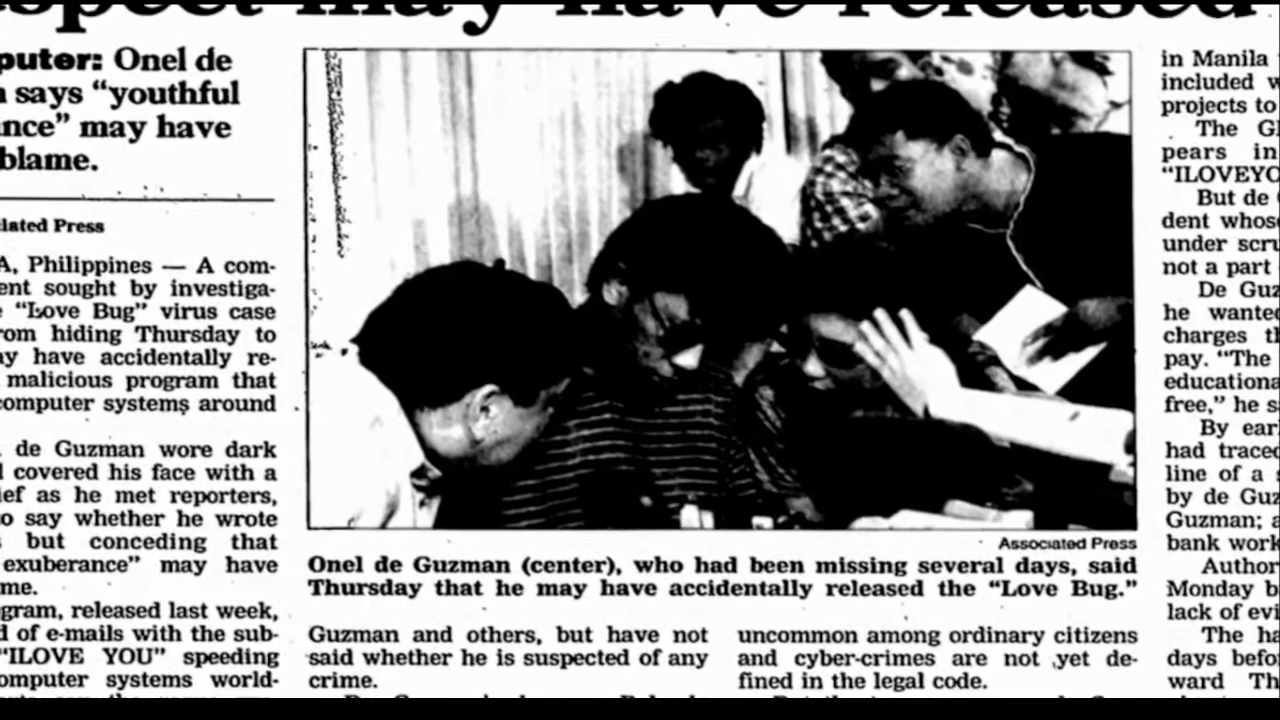 spect may have released
puter: Onel de
says “youthful
nce” may have
blame.
iated Press
A, Philippines — A com-
ent sought by investiga-
“Love Bug” virus case
rom hiding Thursday to
ay have accidentally re-
malicious program that
computer systems around
de Guzman wore dark
covered his face with a
ief as he met reporters,
o say whether he wrote
but conceding that
exuberance” may have
me.
gram, released last week,
d of e-mails with the sub-
“ILOVE YOU” speeding
omputer systems world-
Associated Press
Onel de Guzman (center), who had been missing several days, said
Thursday that he may have accidentally released the “Love Bug.”
Guzman and others, but have not
said whether he is suspected of any
crime.
uncommon among ordinary citizens
and cyber-crimes are not yet de-
fined in the legal code.
in Manila
included w
projects to
The G
pears in
“ILOVEYO
But de
dent whose
under scru
not a part
De Guz
he wanted
charges th
pay. “The
educationa
free,” he s
By ear
had traced
line of a
by de Guz
Guzman; a
bank work
Author
Monday b
lack of evi
The ha
days befo
ward Th